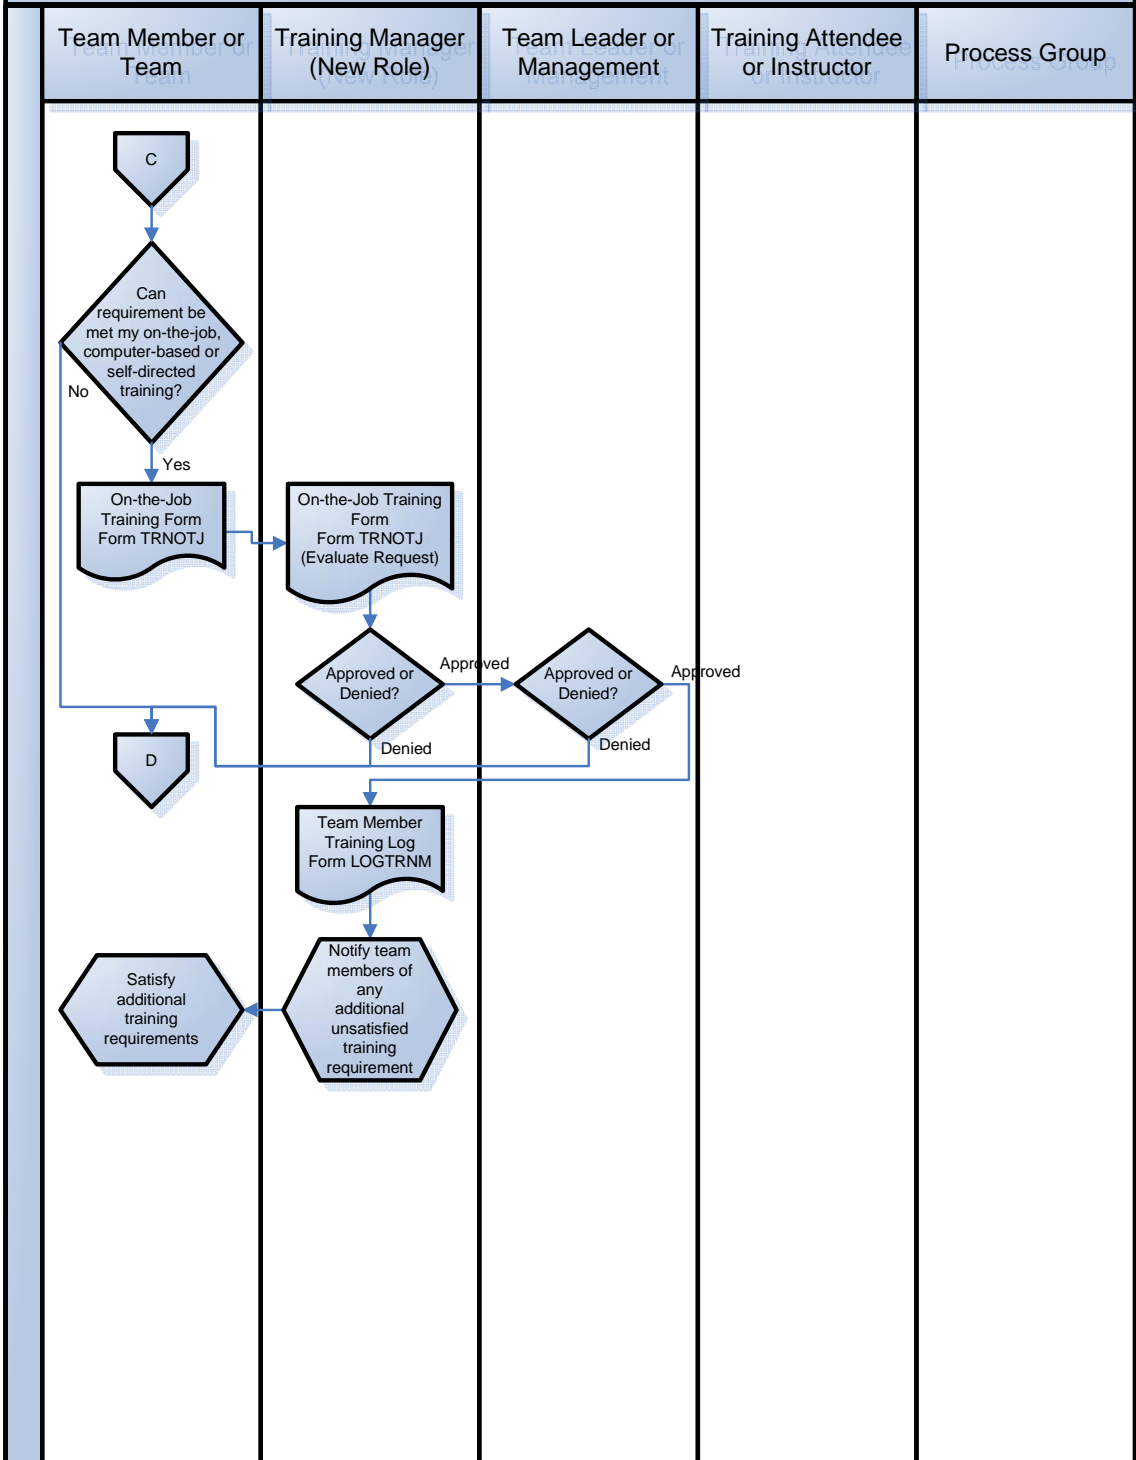 Team Member or
Team
Training Manager
(New Role)
Team Leader or
Management
Training Attendee
or Instructor
Process Group
C
Can
requirement be
met my on-the-job,
computer-based or
self-directed
training?
No
Yes
On-the-Job
Training Form
Form TRNOTJ
On-the-Job Training
Form
Form TRNOTJ
(Evaluate Request)
Approved or
Denied?
Approved
Approved or
Denied?
Approved
Denied
Denied
D
Team Member
Training Log
Form LOGTRNM
Notify team
members of
any
additional
unsatisfied
training
requirement
Satisfy
additional
training
requirements